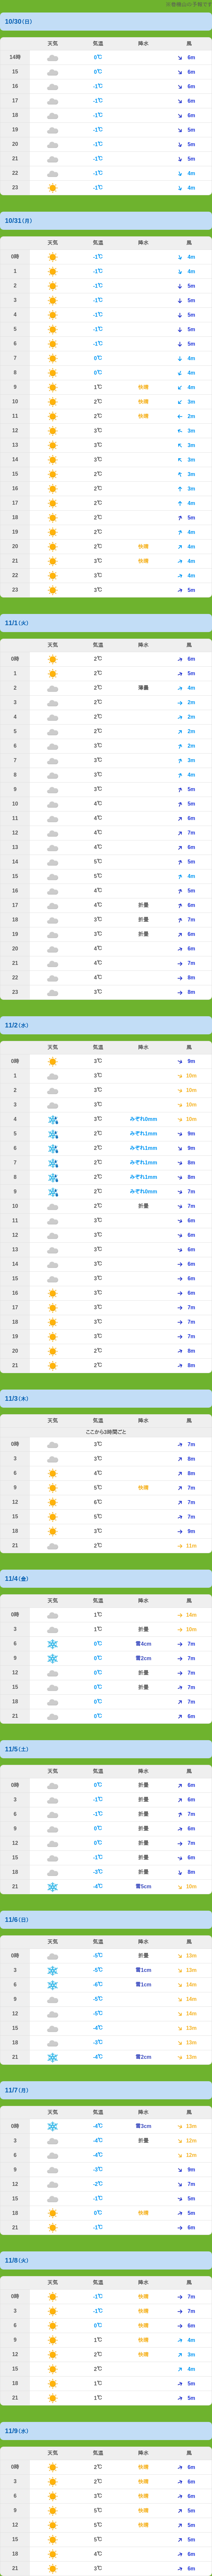 10/30(日)
天気 気温 降水 風
14時 0℃ 6m
15 0℃ 6m
16 -1℃ 6m
17 -1℃ 6m
18 -1℃ 6m
19 -1℃ 5m
20 -1℃ 5m
21 -1℃ 5m
22 -1℃ 4m
23 -1℃ 4m
10/31(月)
天気 気温 降水 風
0時 -1℃ 4m
1 -1℃ 4m
2 -1℃ 5m
3 -1℃ 5m
4 -1℃ 5m
5 -1℃ 5m
6 -1℃ 5m
7 0℃ 4m
8 0℃ 4m
9 1℃ 快晴 4m
10 2℃ 快晴 3m
11 2℃ 快晴 2m
12 3℃ 3m
13 3℃ 3m
14 3℃ 3m
15 2℃ 3m
16 2℃ 3m
17 2℃ 4m
18 2℃ 5m
19 2℃ 4m
20 2℃ 快晴 4m
21 3℃ 快晴 4m
22 3℃ 4m
23 3℃ 5m
11/1(火)
天気 気温 降水 風
0時 2℃ 6m
1 2℃ 5m
2 2℃ 薄曇 4m
3 2℃ 2m
4 2℃ 2m
5 2℃ 2m
6 3℃ 2m
7 3℃ 3m
8 3℃ 4m
9 3℃ 5m
10 4℃ 5m
11 4℃ 6m
12 4℃ 7m
13 4℃ 6m
14 5℃ 5m
15 5℃ 4m
16 4℃ 5m
17 4℃ 折曇 6m
18 3℃ 折曇 7m
19 3℃ 折曇 6m
20 4℃ 6m
21 4℃ 7m
22 4℃ 8m
23 3℃ 8m
11/2(水)
天気 気温 降水 風
0時 3℃ 9m
1 3℃ 10m
2 3℃ 10m
3 3℃ 10m
4 3℃ みぞれ0mm 10m
5 2℃ みぞれ1mm 9m
6 2℃ みぞれ1mm 9m
7 2℃ みぞれ1mm 8m
8 2℃ みぞれ1mm 8m
9 2℃ みぞれ0mm 7m
10 2℃ 折曇 7m
11 3℃ 6m
12 3℃ 6m
13 3℃ 6m
14 3℃ 6m
15 3℃ 6m
16 3℃ 7m
17 3℃ 7m
18 3℃ 7m
19 3℃ 7m
20 2℃ 8m
21 2℃ 8m
11/3(木)
天気 気温 降水 風
ここから3時間ごと
0時 3℃ 7m
3 3℃ 8m
6 4℃ 8m
9 5℃ 快晴 7m
12 6℃ 7m
15 5℃ 7m
18 3℃ 9m
21 2℃ 11m
11/4(金)
天気 気温 降水 風
0時 1℃ 14m
3 1℃ 折曇 10m
6 0℃ 雪4cm 7m
9 0℃ 雪2cm 7m
12 0℃ 折曇 7m
15 0℃ 折曇 7m
18 0℃ 7m
21 0℃ 6m
11/5(土)
天気 気温 降水 風
0時 0℃ 折曇 6m
3 -1℃ 折曇 6m
6 -1℃ 折曇 7m
9 0℃ 折曇 6m
12 0℃ 折曇 7m
15 -1℃ 折曇 6m
18 -3℃ 折曇 8m
21 -4℃ 雪5cm 10m
11/6(日)
天気 気温 降水 風
0時 -5℃ 折曇 13m
3 -5℃ 雪1cm 13m
6 -6℃ 雪1cm 14m
9 -5℃ 14m
12 -5℃ 14m
15 -4℃ 13m
18 -3℃ 13m
21 -4℃ 雪2cm 13m
11/7(月)
天気 気温 降水 風
0時 -4℃ 雪3cm 13m
3 -4℃ 折曇 12m
6 -4℃ 12m
9 -3℃ 9m
12 -2℃ 7m
15 -1℃ 5m
18 0℃ 快晴 5m
21 -1℃ 6m
11/8(火)
天気 気温 降水 風
0時 -1℃ 快晴 7m
3 -1℃ 快晴 7m
6 0℃ 快晴 6m
9 1℃ 快晴 4m
12 2℃ 快晴 3m
15 2℃ 4m
18 1℃ 5m
21 1℃ 5m
11/9(水)
天気 気温 降水 風
0時 2℃ 快晴 6m
3 2℃ 快晴 6m
6 3℃ 快晴 6m
9 5℃ 快晴 5m
12 5℃ 快晴 5m
15 5℃ 5m
18 4℃ 6m
21 3℃ 6m